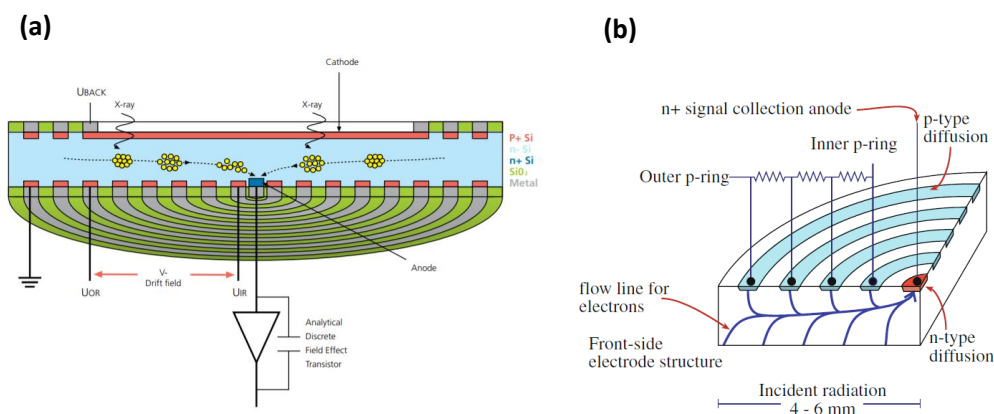 (a)
Cathode
UBACK
X-ray
X-ray
P+ Si
n- Si
n+ Si
SiO₂
Metal
Anode
V-
Drift field
UOR
UIR
Analytical
Discrete
Field Effect
Transistor
(b)
n+ signal collection anode
p-type
diffusion
Inner p-ring
Outer p-ring
flow line for
electrons
Front-side
electrode structure
n-type
diffusion
Incident radiation
4 - 6 mm